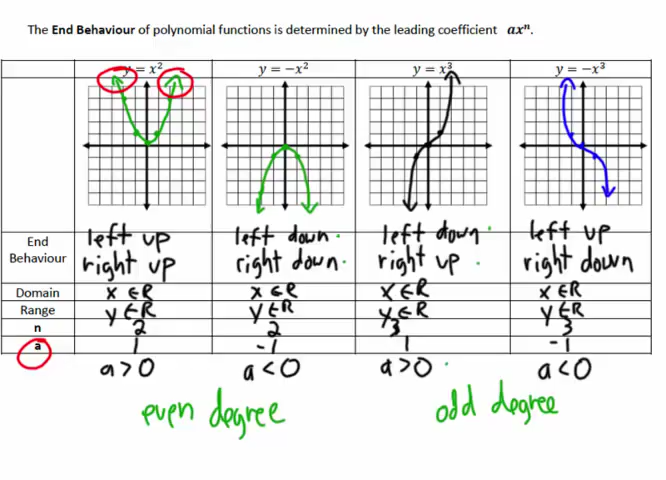 The End Behaviour of polynomial functions is determined by the leading coefficient axⁿ.
y = x² y = −x² y = x³ y = −x³
End Behaviour
left up left down left down left up
right up right down right up right down
Domain x ∈ R x ∈ R x ∈ R x ∈ R
Range y ∈ R y ∈ R y ∈ R y ∈ R
n 2 2 3 3
a 1 -1 1 -1
a > 0 a < 0 a > 0 a < 0
even degree odd degree